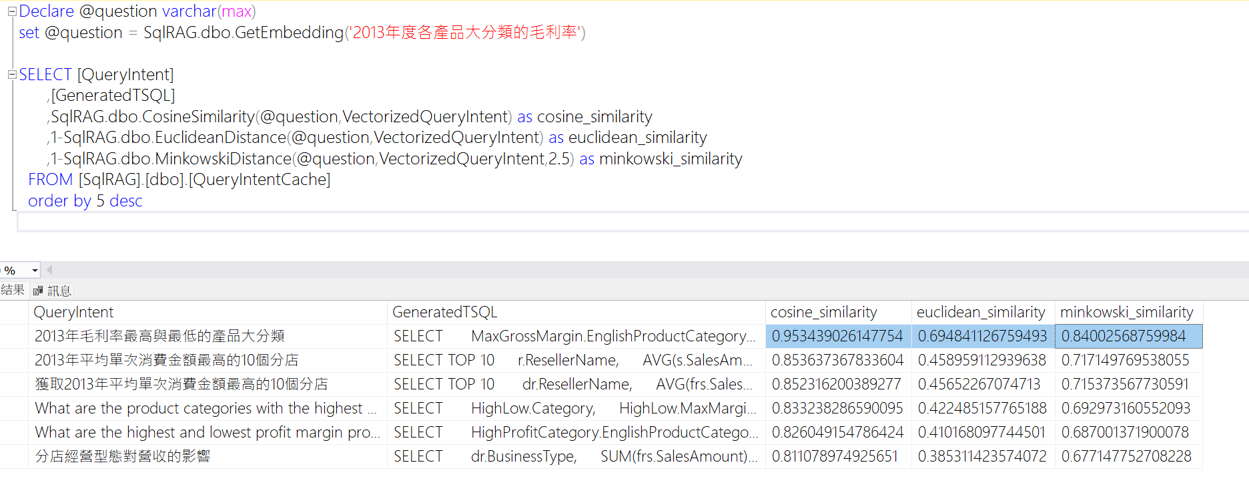 Declare @question varchar(max)
set @question = SqlRAG.dbo.GetEmbedding('2013年度各產品大分類的毛利率')
SELECT [QueryIntent]
,[GeneratedTSQL]
,SqlRAG.dbo.CosineSimilarity(@question,VectorizedQueryIntent) as cosine_similarity
,1-SqlRAG.dbo.EuclideanDistance(@question,VectorizedQueryIntent) as euclidean_similarity
,1-SqlRAG.dbo.MinkowskiDistance(@question,VectorizedQueryIntent,2.5) as minkowski_similarity
FROM [SqlRAG].[dbo].[QueryIntentCache]
order by 5 desc
%
結果 訊息
QueryIntent GeneratedTSQL cosine_similarity euclidean_similarity minkowski_similarity
2013年毛利率最高與最低的產品大分類 SELECT MaxGrossMargin.EnglishProductCategory... 0.953439026147754 0.694841126759493 0.84002568759984
2013年平均單次消費金額最高的10個分店 SELECT TOP 10 r.ResellerName, AVG(s.SalesAm... 0.853637367833604 0.458959112939638 0.717149769538055
獲取2013年平均單次消費金額最高的10個分店 SELECT TOP 10 dr.ResellerName, AVG(frs.Sales... 0.852316200389277 0.45652267074713 0.715373567730591
What are the product categories with the highest ... SELECT HighLow.Category, HighLow.MaxMargi... 0.833238286590095 0.422485157765188 0.692973160552093
What are the highest and lowest profit margin pro... SELECT HighProfitCategory.EnglishProductCatego... 0.826049154786424 0.410168097744501 0.687001371900078
分店經營型態對營收的影響 SELECT dr.BusinessType, SUM(frs.SalesAmount)... 0.811078974925651 0.385311423574072 0.677147752708228